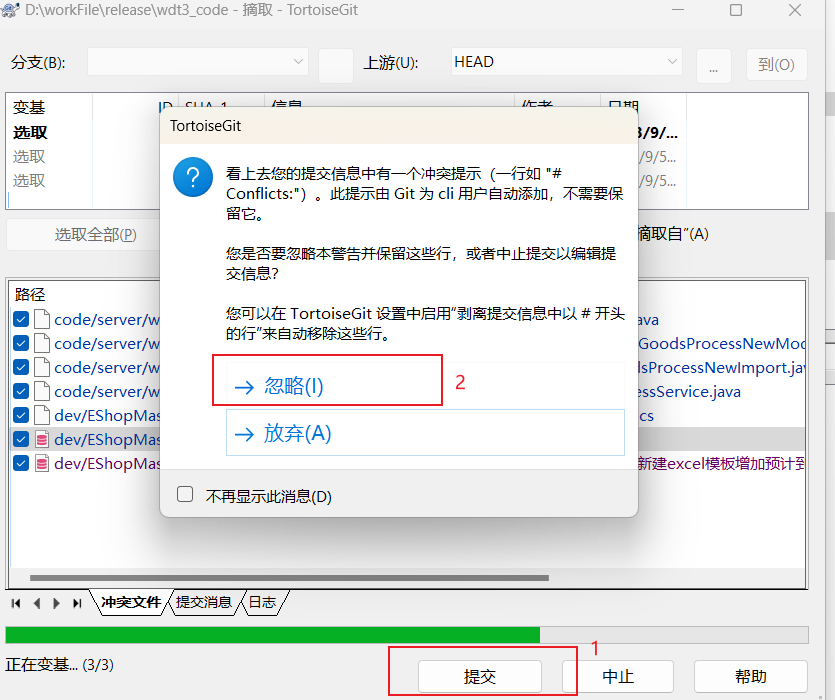 D:\workFile\release\wdt3_code - 摘取 - TortoiseGit
分支(B):
上游(U): HEAD ... 到(O)
变基 ID SHA-1 信息 作者 日期
选取 3/9/...
选取 /9/5...
选取 /9/5...
选取全部(P) 摘取自”(A)
TortoiseGit
看上去您的提交信息中有一个冲突提示（一行如 "#
Conflicts:"）。此提示由 Git 为 cli 用户自动添加，不需要保
留它。
您是否要忽略本警告并保留这些行，或者中止提交以编辑提
交信息?
您可以在 TortoiseGit 设置中启用“剥离提交信息中以 # 开头
的行”来自动移除这些行。
忽略(I) 2
放弃(A)
不再显示此消息(D)
路径
code/server/w ava
code/server/w GoodsProcessNewMod
code/server/w sProcessNewImport.jav
code/server/w essService.java
dev/EShopMas cs
dev/EShopMas
dev/EShopMas 新建excel模板增加预计到
冲突文件 提交消息 日志
正在变基... (3/3)
1
提交 中止 帮助